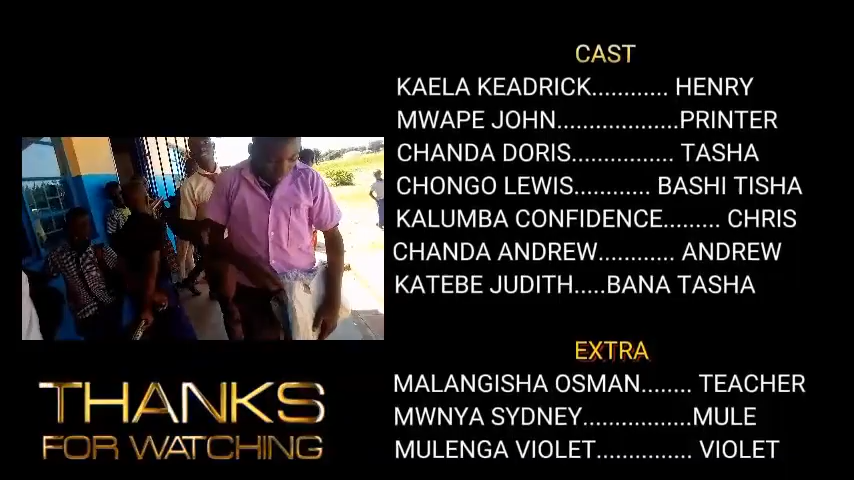 CAST
KAELA KEADRICK............ HENRY
MWAPE JOHN...................PRINTER
CHANDA DORIS................ TASHA
CHONGO LEWIS............ BASHI TISHA
KALUMBA CONFIDENCE......... CHRIS
CHANDA ANDREW............ ANDREW
KATEBE JUDITH.....BANA TASHA
EXTRA
MALANGISHA OSMAN........ TEACHER
MWNYA SYDNEY.................MULE
MULENGA VIOLET............... VIOLET
THANKS
FOR WATCHING